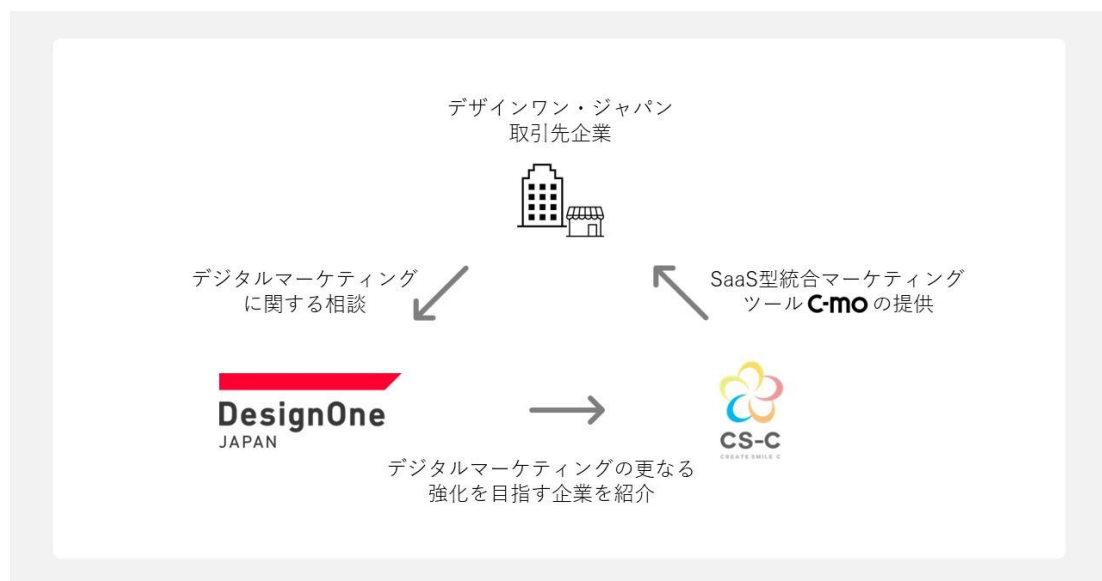 デザインワン・ジャパン
取引先企業
デジタルマーケティング
に関する相談
SaaS型統合マーケティング
ツール C-mo の提供
DesignOne
JAPAN
CS-C
CREATE SMILE C
デジタルマーケティングの更なる
強化を目指す企業を紹介